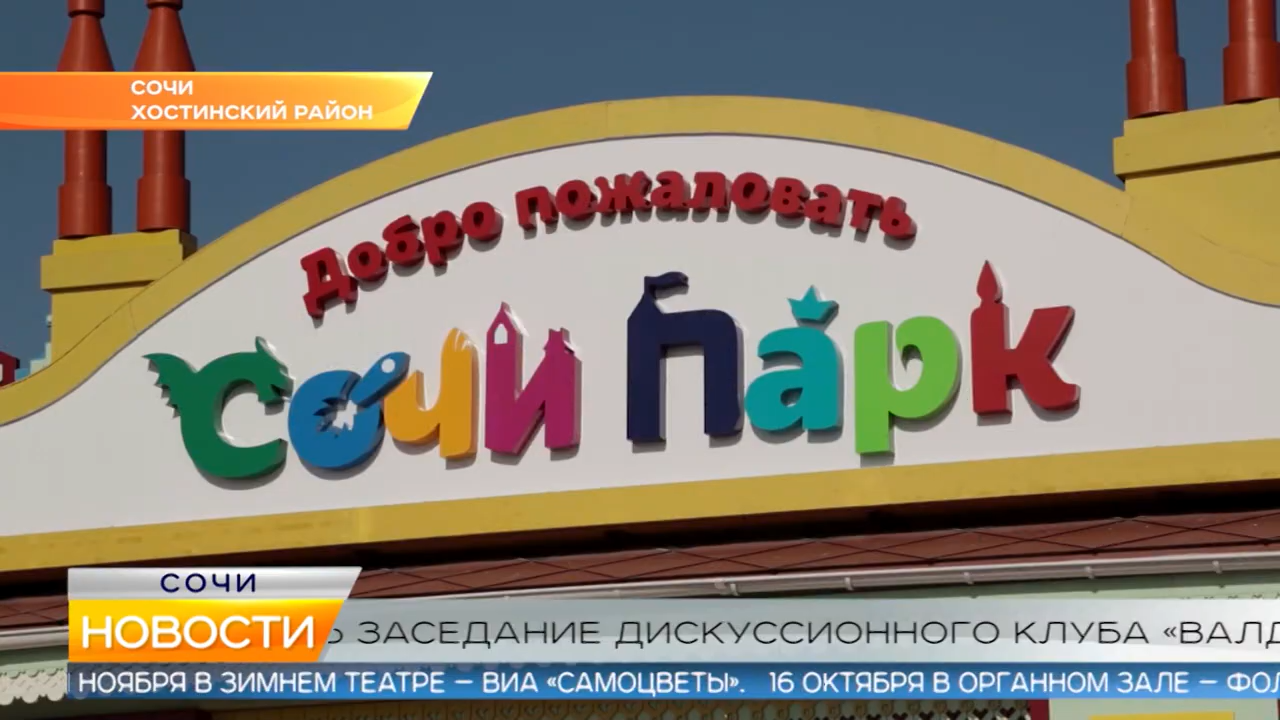 СОЧИ
ХОСТИНСКИЙ РАЙОН
Добро пожаловать
Сочи парк
СОЧИ
НОВОСТИ
ЗАСЕДАНИЕ ДИСКУССИОННОГО КЛУБА «ВАЛД
НОЯБРЯ В ЗИМНЕМ ТЕАТРЕ – ВИА «САМОЦВЕТЫ». 16 ОКТЯБРЯ В ОРГАННОМ ЗАЛЕ – ФОЛ